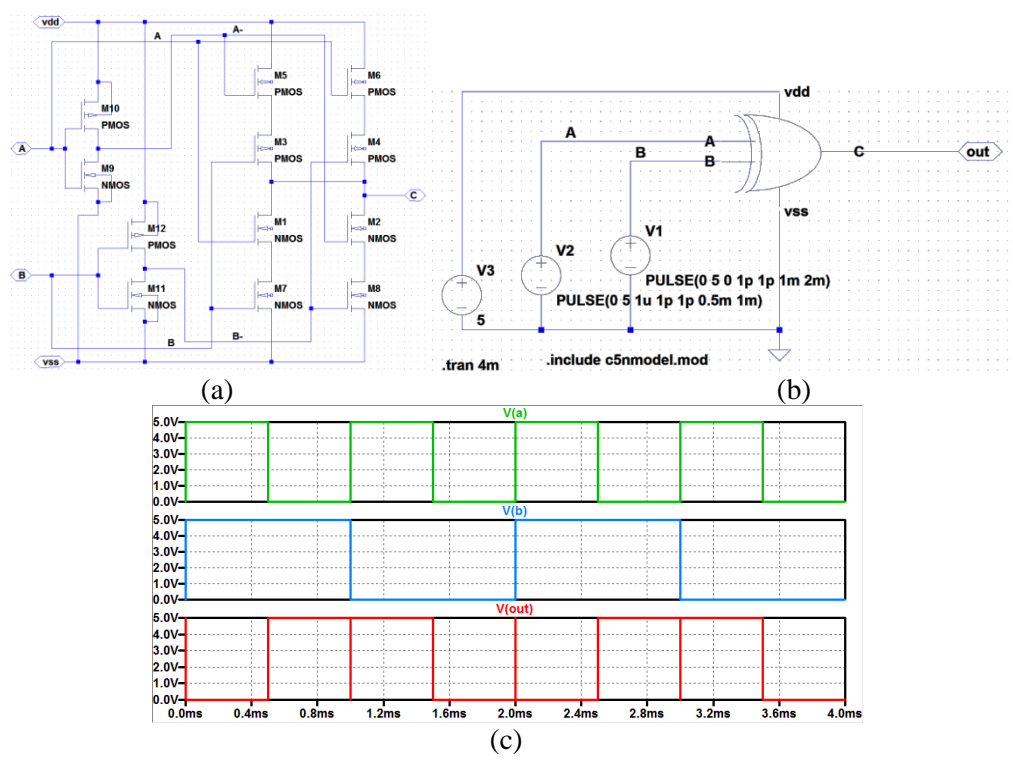 vdd
A
A-
M5
PMOS
M6
PMOS
M10
PMOS
A
M3
PMOS
M4
PMOS
M9
NMOS
C
M12
PMOS
M1
NMOS
M2
NMOS
B
M11
NMOS
M7
NMOS
M8
NMOS
B
B-
vss
(a)
vdd
A
A
B
B
C
out
vss
V1
V2
V3
PULSE(0 5 0 1p 1p 1m 2m)
PULSE(0 5 1u 1p 1p 0.5m 1m)
5
.tran 4m
.include c5nmodel.mod
(b)
V(a)
5.0V
4.0V
3.0V
2.0V
1.0V
0.0V
V(b)
5.0V
4.0V
3.0V
2.0V
1.0V
0.0V
V(out)
5.0V
4.0V
3.0V
2.0V
1.0V
0.0V
0.0ms 0.4ms 0.8ms 1.2ms 1.6ms 2.0ms 2.4ms 2.8ms 3.2ms 3.6ms 4.0ms
(c)